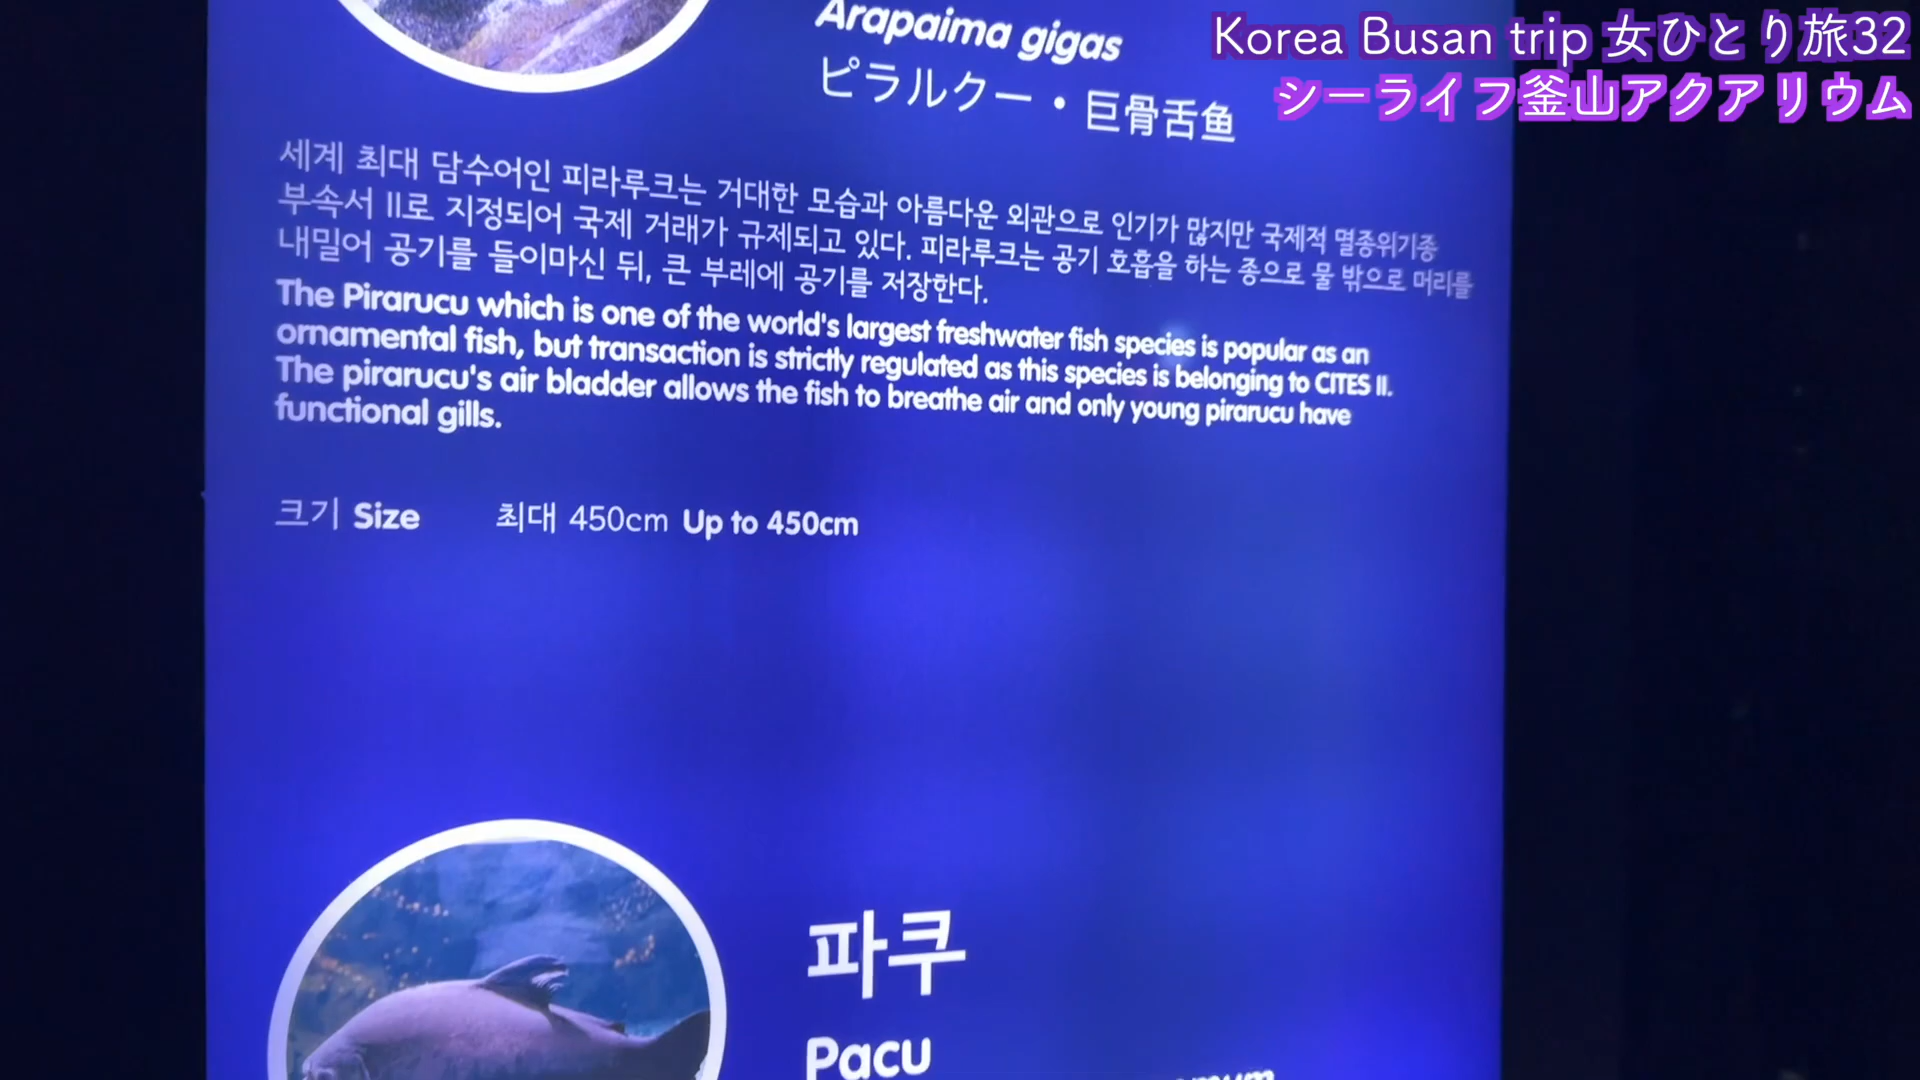 Korea Busan trip 女ひとり旅32
シーライフ釜山アクアリウム
Arapaima gigas
ピラルクー・巨骨舌鱼
세계 최대 담수어인 피라루크는 거대한 모습과 아름다운 외관으로 인기가 많지만 국제적 멸종위기종
부속서 II로 지정되어 국제 거래가 규제되고 있다. 피라루크는 공기 호흡을 하는 종으로 물 밖으로 머리를
내밀어 공기를 들이마신 뒤, 큰 부레에 공기를 저장한다.
The Pirarucu which is one of the world's largest freshwater fish species is popular as an
ornamental fish, but transaction is strictly regulated as this species is belonging to CITES II.
The pirarucu's air bladder allows the fish to breathe air and only young pirarucu have
functional gills.
크기 Size 최대 450cm Up to 450cm
파쿠
Pacu